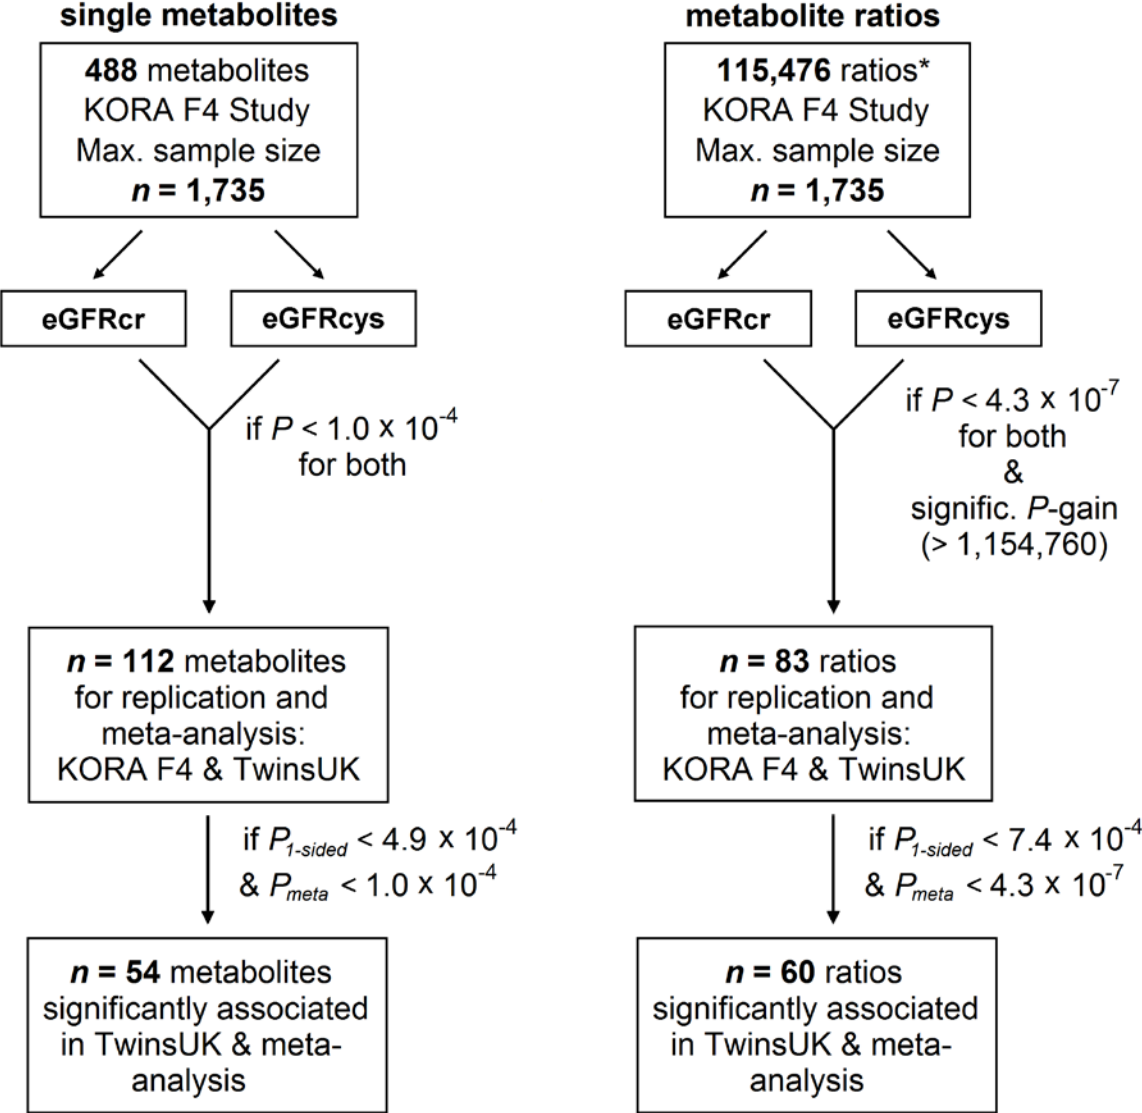 single metabolites
488 metabolites
KORA F4 Study
Max. sample size
n = 1,735
eGFRcr
eGFRcys
if P < 1.0 x 10-4
for both
n = 112 metabolites
for replication and
meta-analysis:
KORA F4 & TwinsUK
if P1-sided < 4.9 x 10-4
& Pmeta < 1.0 x 10-4
n = 54 metabolites
significantly associated
in TwinsUK & meta-
analysis
metabolite ratios
115,476 ratios*
KORA F4 Study
Max. sample size
n = 1,735
eGFRcr
eGFRcys
if P < 4.3 x 10-7
for both
&
signific. P-gain
(> 1,154,760)
n = 83 ratios
for replication and
meta-analysis:
KORA F4 & TwinsUK
if P1-sided < 7.4 x 10-4
& Pmeta < 4.3 x 10-7
n = 60 ratios
significantly associated
in TwinsUK & meta-
analysis